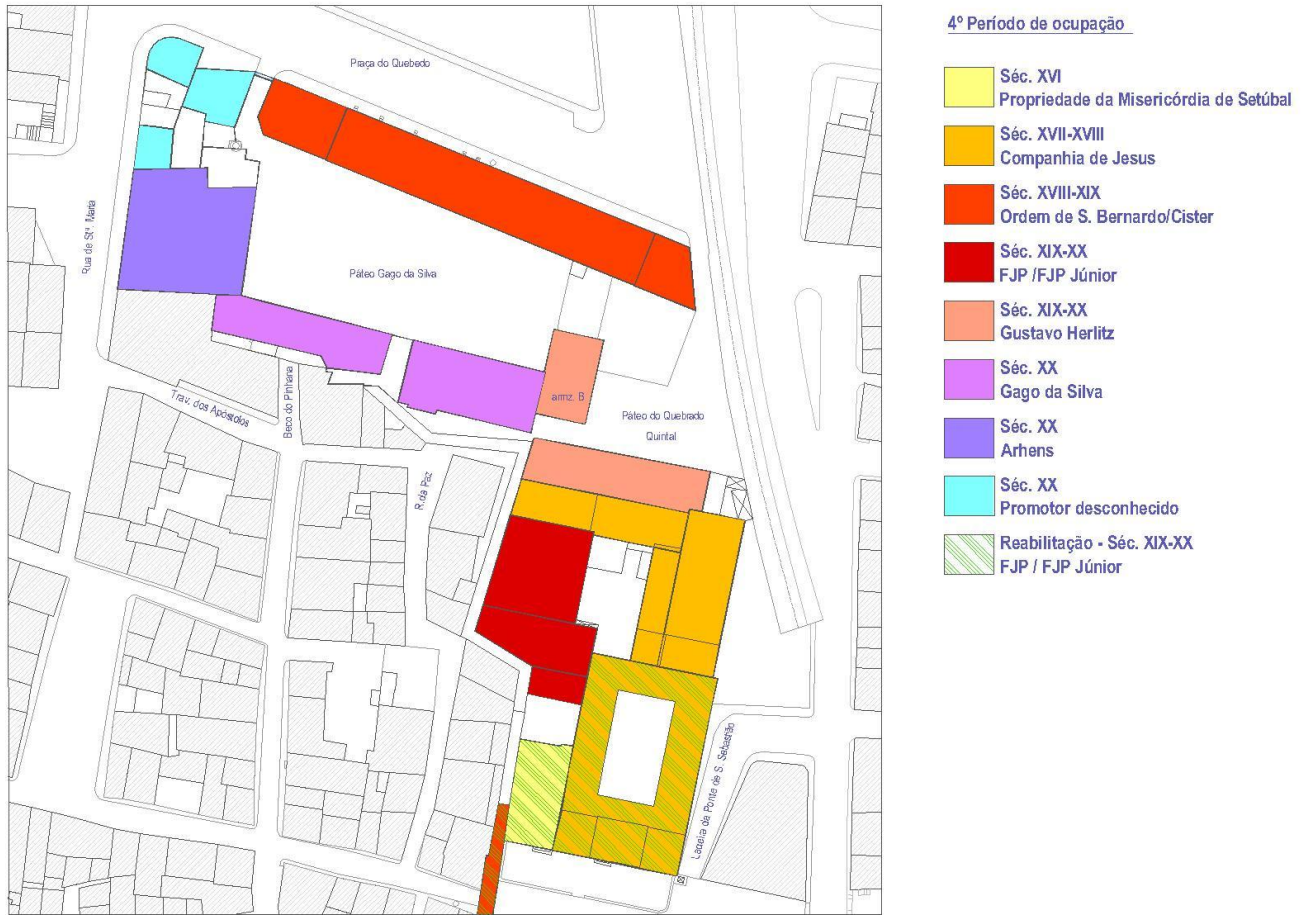 4º Período de ocupação
Séc. XVI
Propriedade da Misericórdia de Setúbal
Séc. XVII-XVIII
Companhia de Jesus
Séc. XVIII-XIX
Ordem de S. Bernardo/Cister
Séc. XIX-XX
FJP /FJP Júnior
Séc. XIX-XX
Gustavo Herlitz
Séc. XX
Gago da Silva
Séc. XX
Arhens
Séc. XX
Promotor desconhecido
Reabilitação - Séc. XIX-XX
FJP / FJP Júnior
Praça do Quebedo
Rua de Stª. Maria
Páteo Gago da Silva
Trav. dos Apóstolos
Beco do Pinhana
armz. B
Páteo do Quebrado
Quintal
R. da Paz
Ladeira da Ponte de S. Sebastião